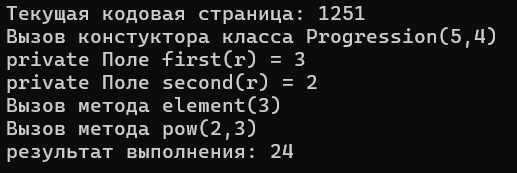 Текущая кодовая страница: 1251
Вызов констуктора класса Progression(5,4)
private Поле first(r) = 3
private Поле second(r) = 2
Вызов метода element(3)
Вызов метода pow(2,3)
результат выполнения: 24